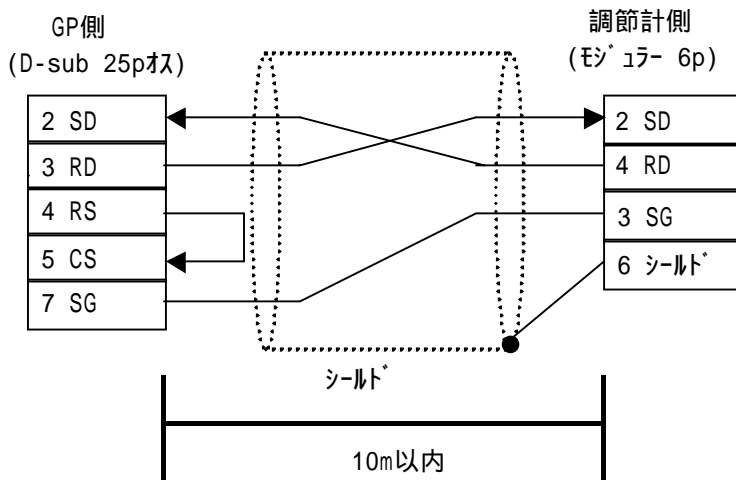 GP側
(D-sub 25pｵｽ)
2 SD
3 RD
4 RS
5 CS
7 SG
調節計側
(ﾓｼﾞｭﾗｰ 6p)
2 SD
4 RD
3 SG
6 ｼｰﾙﾄﾞ
ｼｰﾙﾄﾞ
10m以内